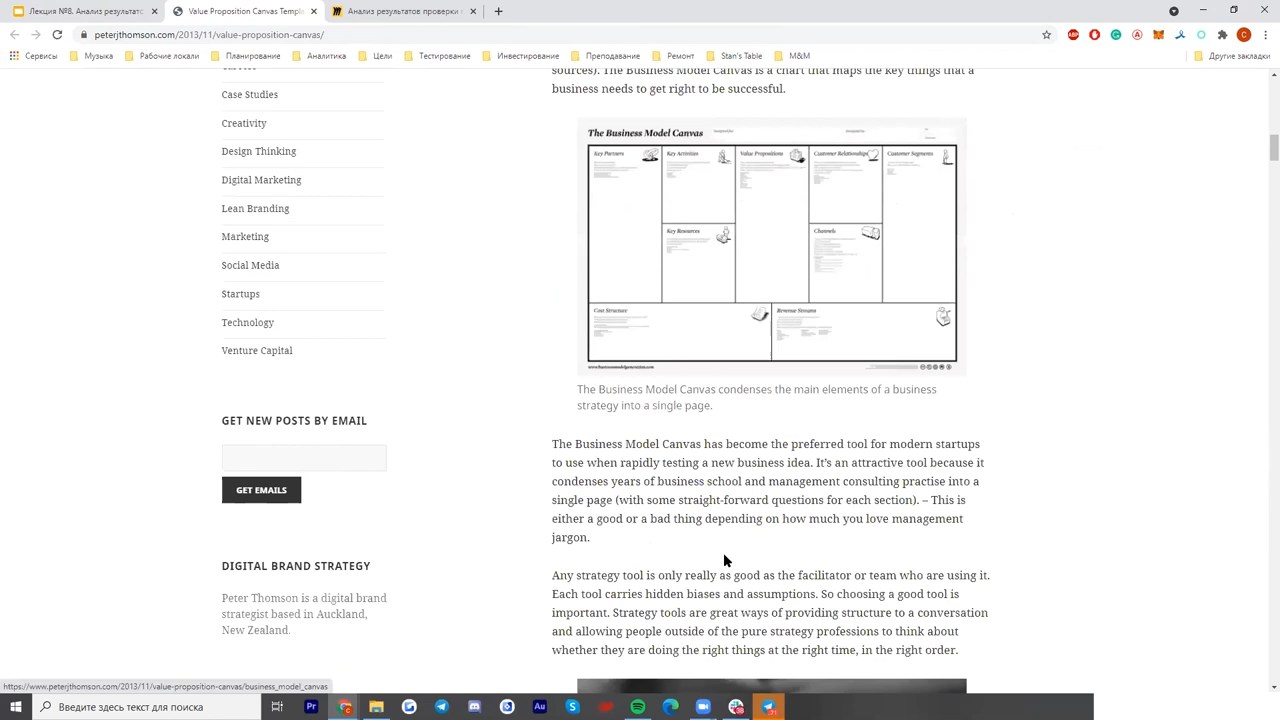 Лекция №8. Анализ результат
Value Proposition Canvas Templ
Анализ результатов проверки г
peterjthomson.com/2013/11/value-proposition-canvas/
Сервисы
Музыка
Рабочие локали
Планирование
Аналитика
Цели
Тестирование
Инвестирование
Преподавание
Ремонт
Stan's Table
M&M
Другие закладки
Case Studies
Creativity
Design Thinking
Digital Marketing
Lean Branding
Marketing
Social Media
Startups
Technology
Venture Capital
GET NEW POSTS BY EMAIL
GET EMAILS
DIGITAL BRAND STRATEGY
Peter Thomson is a digital brand
strategist based in Auckland,
New Zealand.
sources). The Business Model Canvas is a chart that maps the key things that a
business needs to get right to be successful.
The Business Model Canvas
Key Partners
Key Activities
Value Propositions
Customer Relationships
Customer Segments
Key Resources
Channels
Cost Structure
Revenue Streams
www.businessmodelgeneration.com
The Business Model Canvas condenses the main elements of a business
strategy into a single page.
The Business Model Canvas has become the preferred tool for modern startups
to use when rapidly testing a new business idea. It's an attractive tool because it
condenses years of business school and management consulting practise into a
single page (with some straight-forward questions for each section). – This is
either a good or a bad thing depending on how much you love management
jargon.
Any strategy tool is only really as good as the facilitator or team who are using it.
Each tool carries hidden biases and assumptions. So choosing a good tool is
important. Strategy tools are great ways of providing structure to a conversation
and allowing people outside of the pure strategy professions to think about
whether they are doing the right things at the right time, in the right order.
https://www.peterjthomson.com/2013/11/value-proposition-canvas/business_model_canvas
Введите здесь текст для поиска